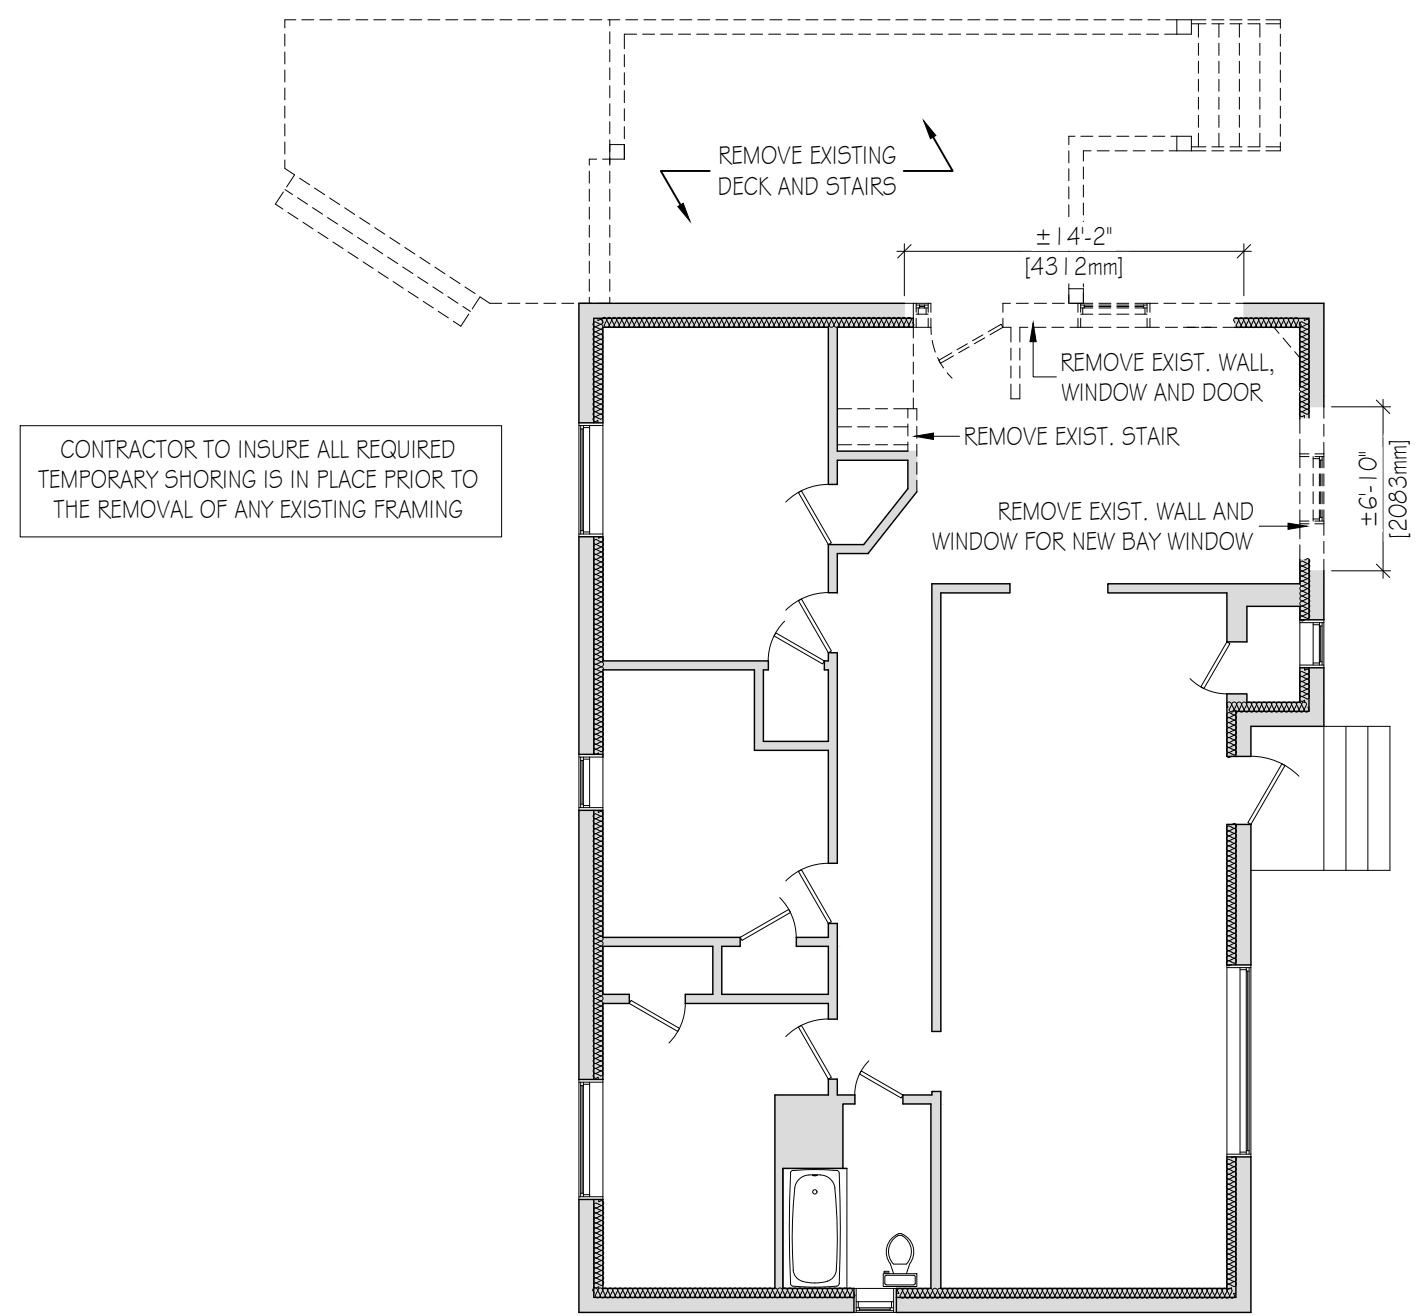 REMOVE EXISTING
DECK AND STAIRS
±14'-2"
[4312mm]
REMOVE EXIST. WALL,
WINDOW AND DOOR
REMOVE EXIST. STAIR
CONTRACTOR TO INSURE ALL REQUIRED
TEMPORARY SHORING IS IN PLACE PRIOR TO
THE REMOVAL OF ANY EXISTING FRAMING
±6'-10"
[2083mm]
REMOVE EXIST. WALL AND
WINDOW FOR NEW BAY WINDOW